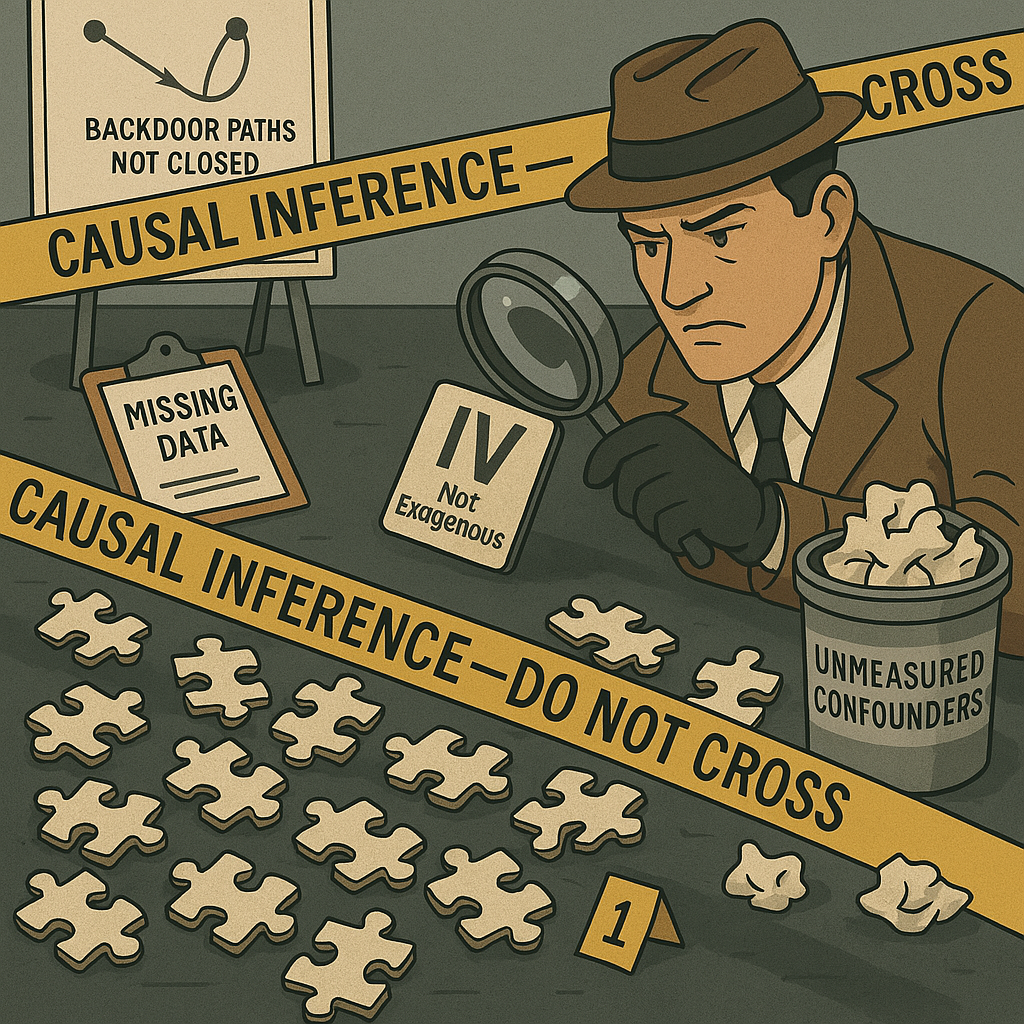 BACKDOOR PATHS
NOT CLOSED
CAUSAL INFERENCE— CROSS
MISSING
DATA
IV
Not
Exagenous
CAUSAL INFERENCE—DO NOT CROSS
UNMEASURED
CONFOUNDERS
1